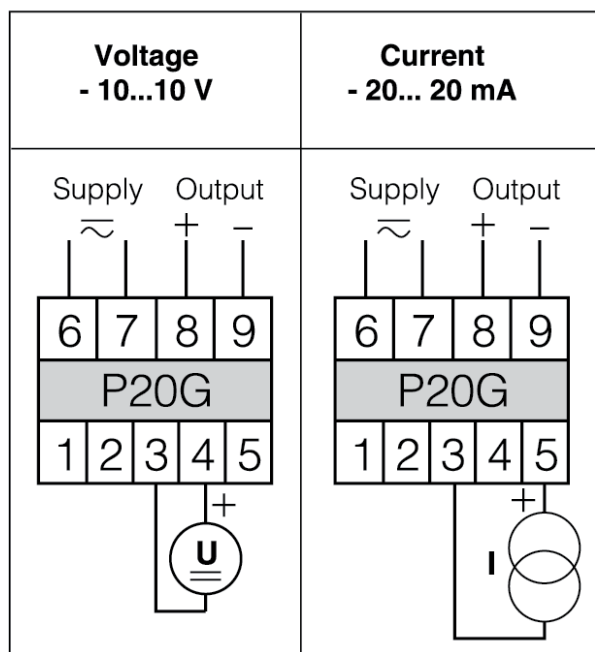 Voltage
- 10...10 V
Current
- 20... 20 mA
Supply Output
+ −
6 7 8 9
P20G
1 2 3 4 5
+
U
Supply Output
+ −
6 7 8 9
P20G
1 2 3 4 5
+
I